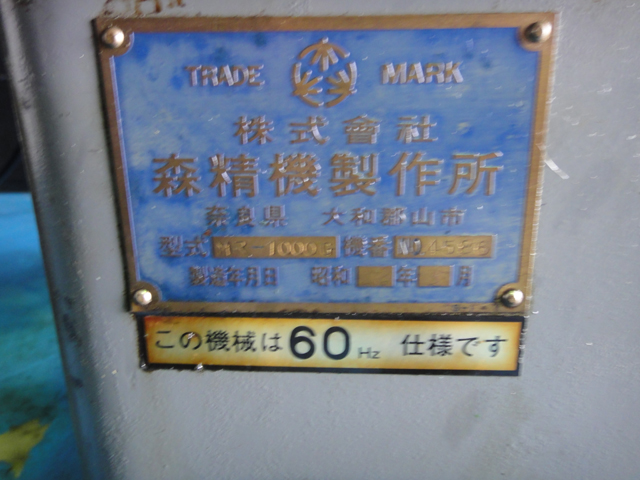 TRADE MARK
株式會社
森精機製作所
奈良県 大和郡山市
型式 機番 NO.
製造年月日 昭和 年 月
この機械は 60 Hz 仕様です